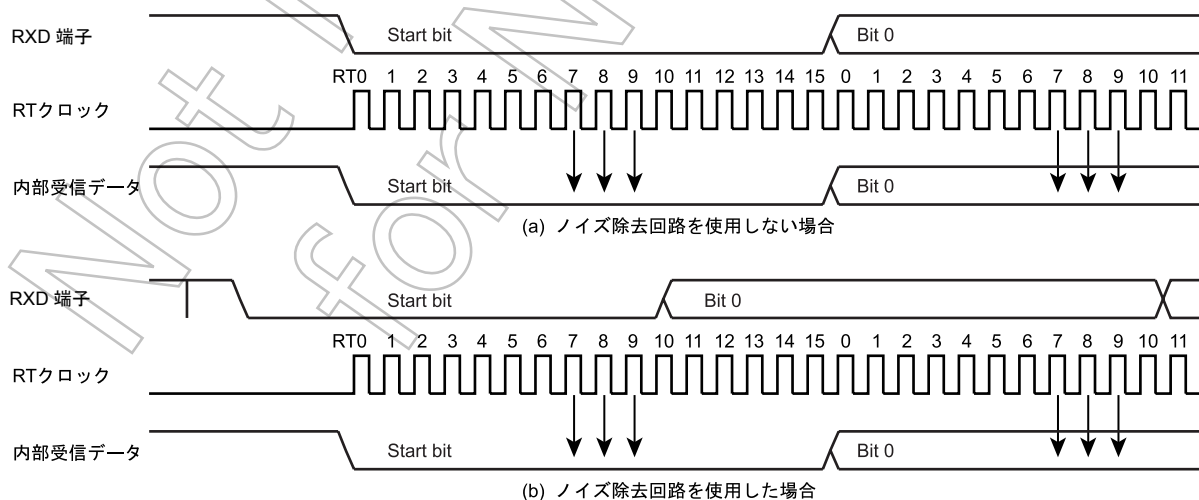 RXD 端子 Start bit Bit 0
RT0 1 2 3 4 5 6 7 8 9 10 11 12 13 14 15 0 1 2 3 4 5 6 7 8 9 10 11
RTクロック
内部受信データ Start bit Bit 0
(a) ノイズ除去回路を使用しない場合
RXD 端子 Start bit Bit 0
RT0 1 2 3 4 5 6 7 8 9 10 11 12 13 14 15 0 1 2 3 4 5 6 7 8 9 10 11
RTクロック
内部受信データ Start bit Bit 0
(b) ノイズ除去回路を使用した場合
Not
for N